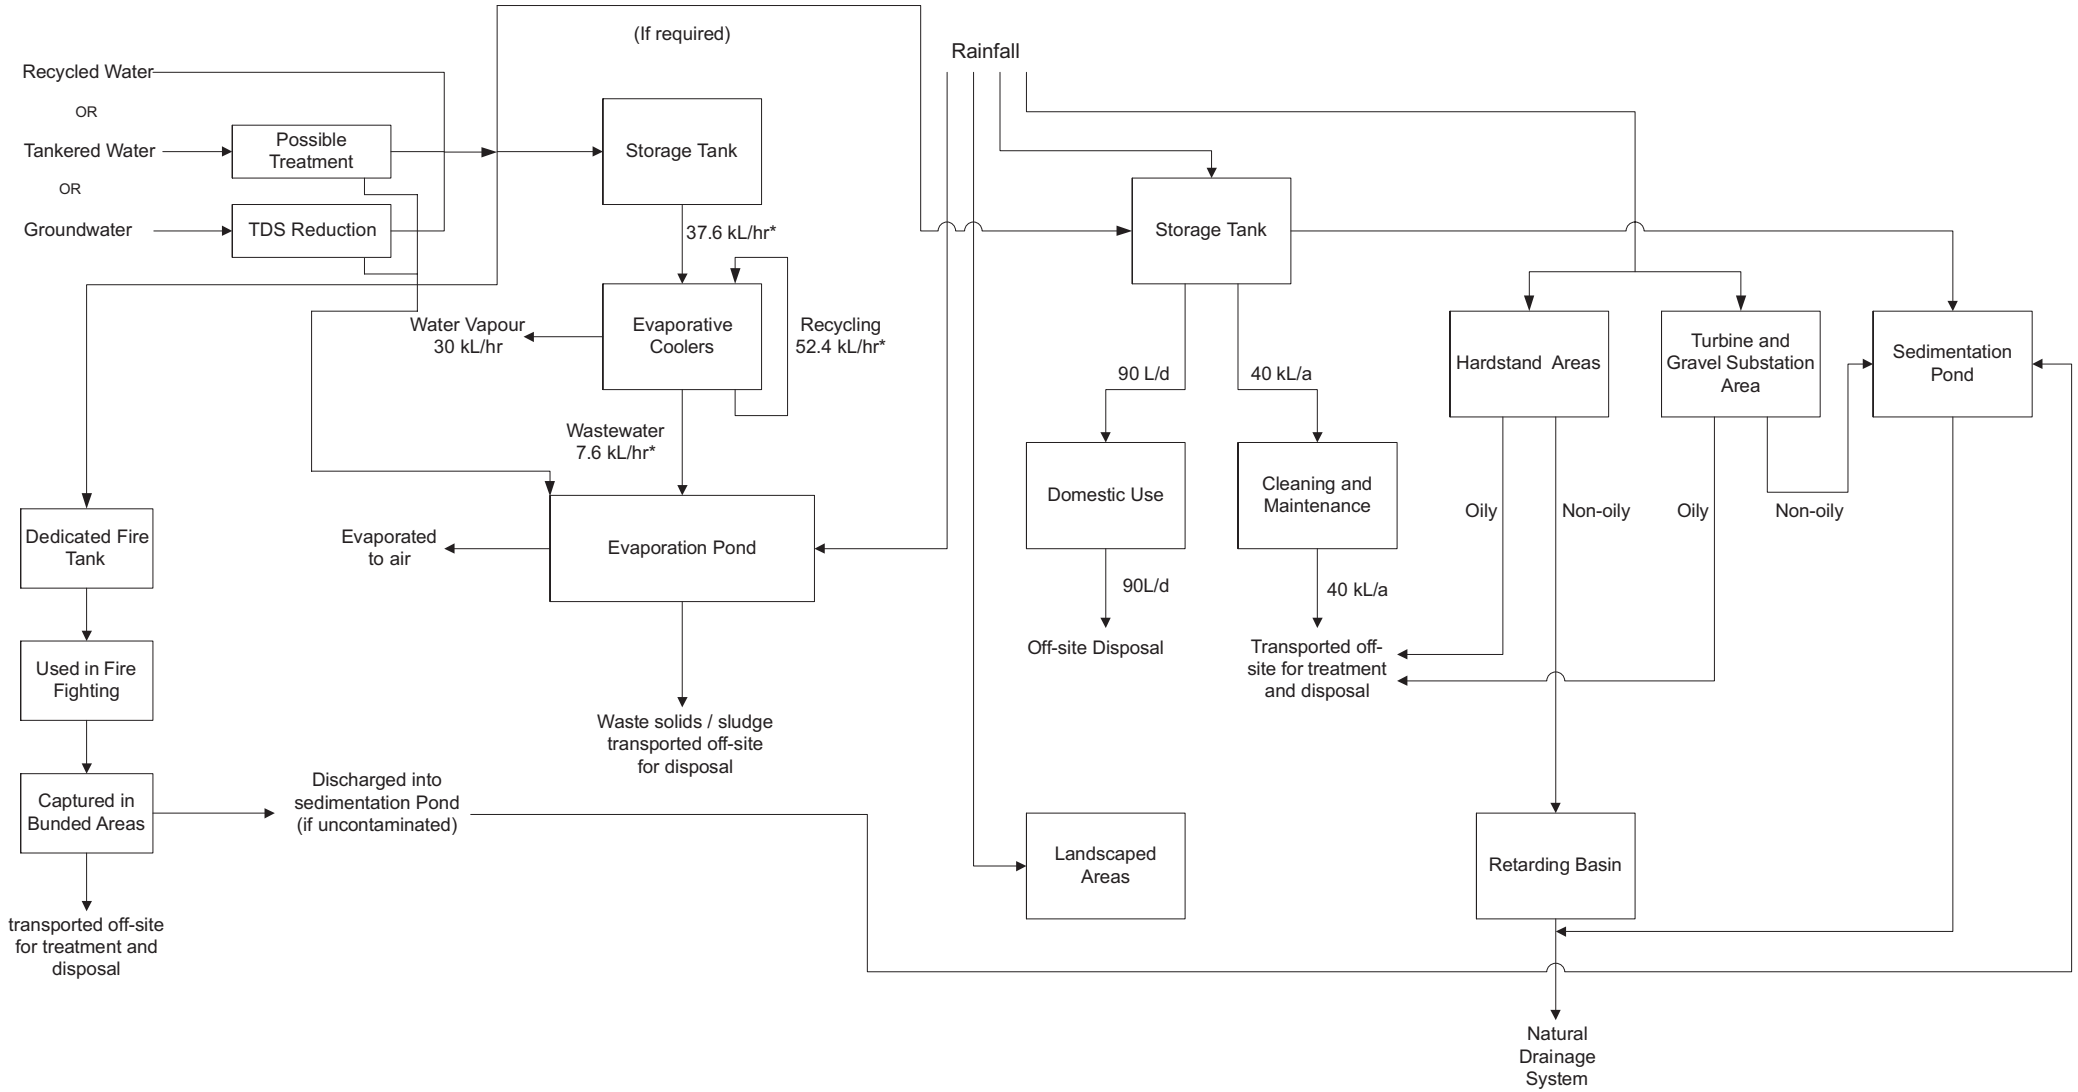 (If required)
Rainfall
Recycled Water
OR
Tankered Water
OR
Groundwater
Possible
Treatment
TDS Reduction
Storage Tank
37.6 kL/hr*
Evaporative
Coolers
Water Vapour
30 kL/hr
Recycling
52.4 kL/hr*
Wastewater
7.6 kL/hr*
Evaporation Pond
Evaporated
to air
Waste solids / sludge
transported off-site
for disposal
Dedicated Fire
Tank
Used in Fire
Fighting
Captured in
Bunded Areas
transported off-site
for treatment and
disposal
Discharged into
sedimentation Pond
(if uncontaminated)
Storage Tank
90 L/d
40 kL/a
Domestic Use
Cleaning and
Maintenance
90L/d
40 kL/a
Off-site Disposal
Transported off-
site for treatment
and disposal
Landscaped
Areas
Hardstand Areas
Turbine and
Gravel Substation
Area
Sedimentation
Pond
Oily
Non-oily
Oily
Non-oily
Retarding Basin
Natural
Drainage
System